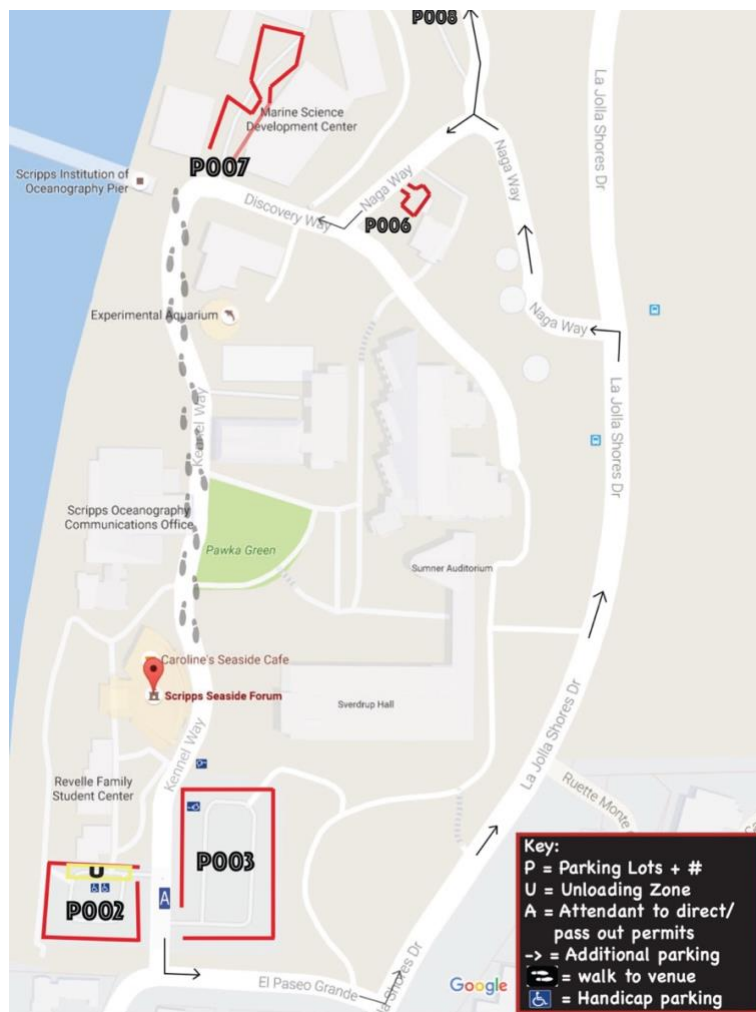 P008
La Jolla Shores Dr
Marine Science
Development Center
P007
Scripps Institution of
Oceanography Pier
Discovery Way
Naga Way
P006
Naga Way
Naga Way
Experimental Aquarium
La Jolla Shores Dr
Kennel Way
Scripps Oceanography
Communications Office
Pawka Green
Sumner Auditorium
Caroline's Seaside Cafe
Scripps Seaside Forum
Sverdrup Hall
Kennel Way
La Jolla Shores Dr
Revelle Family
Student Center
Ruette Monte
P003
U
P002
A
El Paseo Grande
La Shores Dr
Google
Key:
P = Parking Lots + #
U = Unloading Zone
A = Attendant to direct/
pass out permits
-> = Additional parking
= walk to venue
= Handicap parking